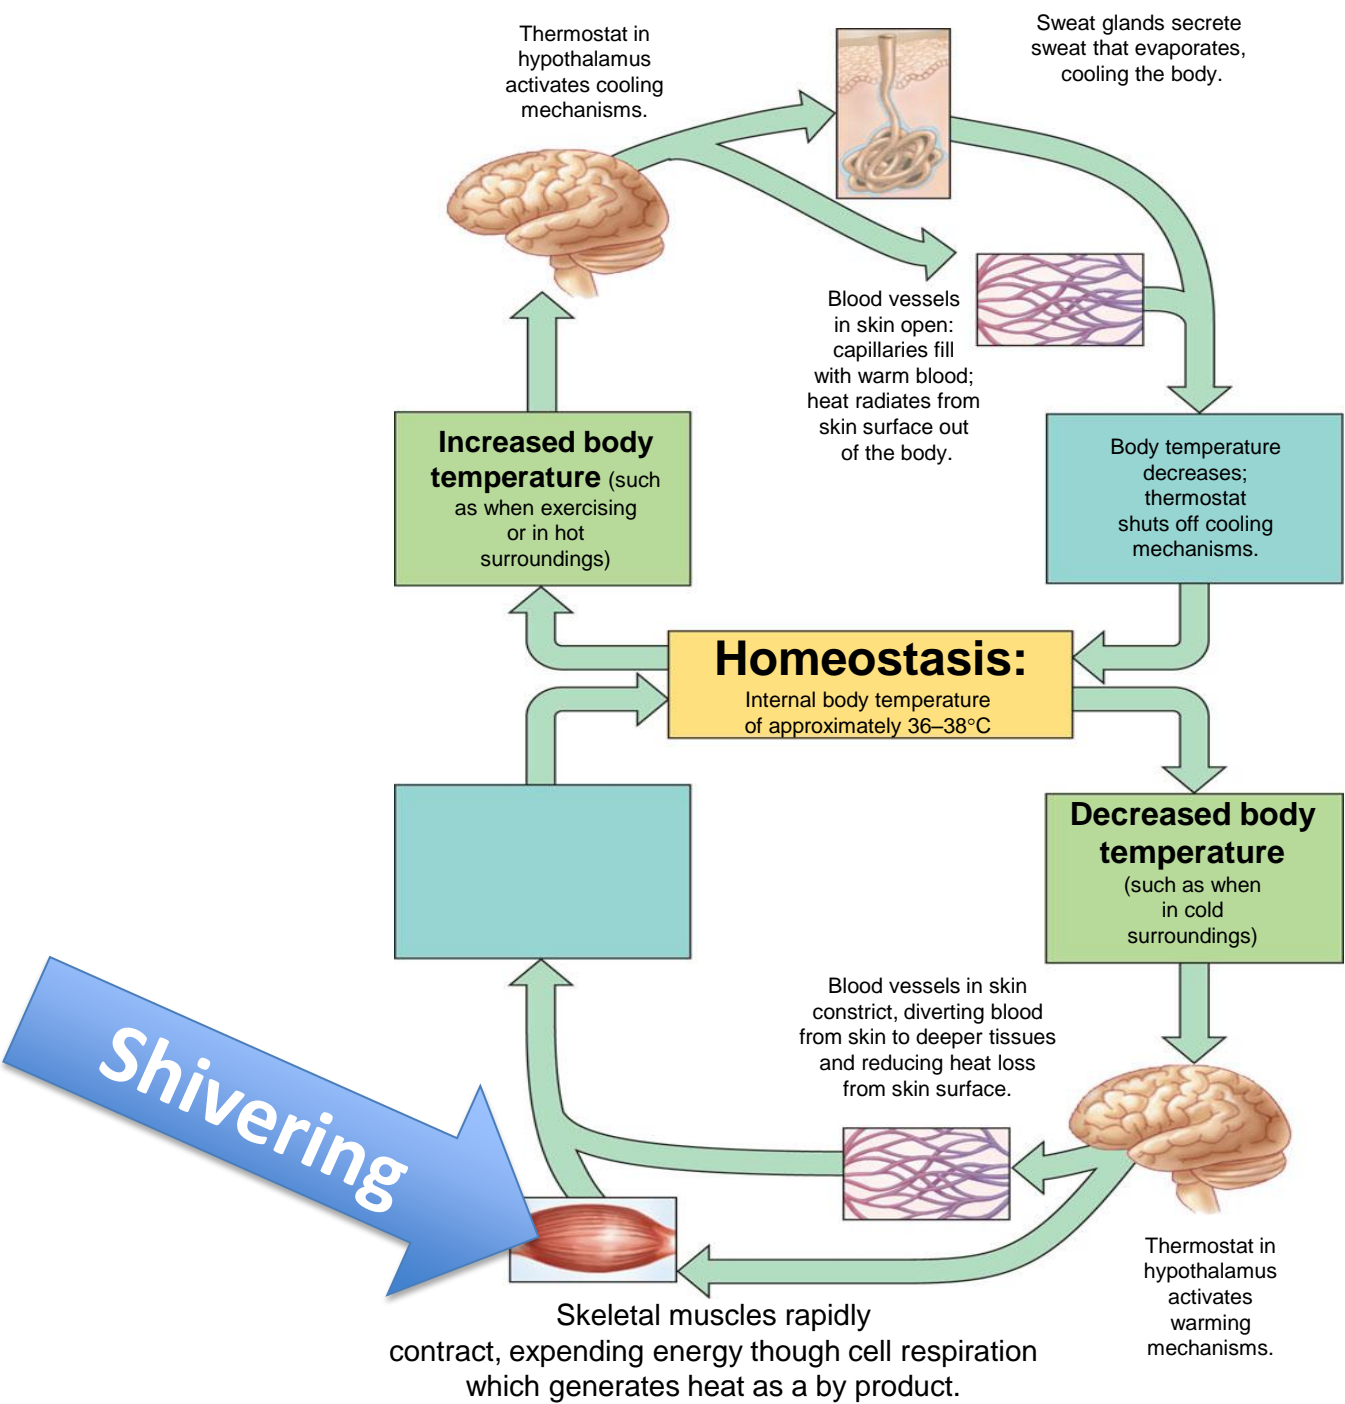 Thermostat in
hypothalamus
activates cooling
mechanisms.
Sweat glands secrete
sweat that evaporates,
cooling the body.
Blood vessels
in skin open:
capillaries fill
with warm blood;
heat radiates from
skin surface out
of the body.
Increased body
temperature (such
as when exercising
or in hot
surroundings)
Body temperature
decreases;
thermostat
shuts off cooling
mechanisms.
Homeostasis:
Internal body temperature
of approximately 36–38°C
Decreased body
temperature
(such as when
in cold
surroundings)
Blood vessels in skin
constrict, diverting blood
from skin to deeper tissues
and reducing heat loss
from skin surface.
Shivering
Thermostat in
hypothalamus
activates
warming
mechanisms.
Skeletal muscles rapidly
contract, expending energy though cell respiration
which generates heat as a by product.